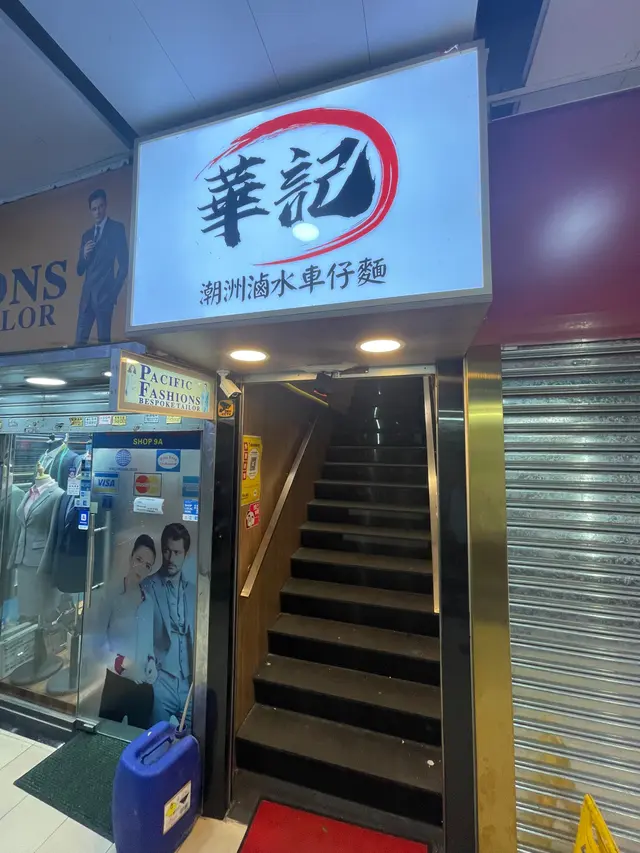 華記
潮洲滷水車仔麵
ONS
LOR
PACIFIC
FASHIONS
BESPOKE TAILOR
SHOP 9A
VISA